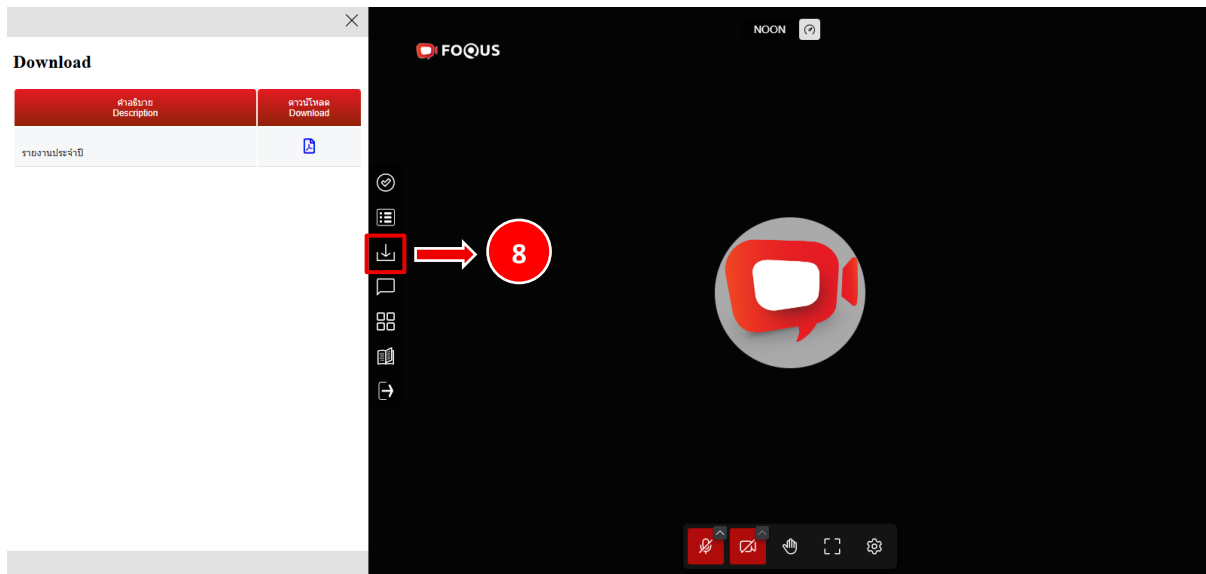 Download
คำอธิบาย
Description
ดาวน์โหลด
Download
รายงานประจำปี
NOON
FOQUS
8